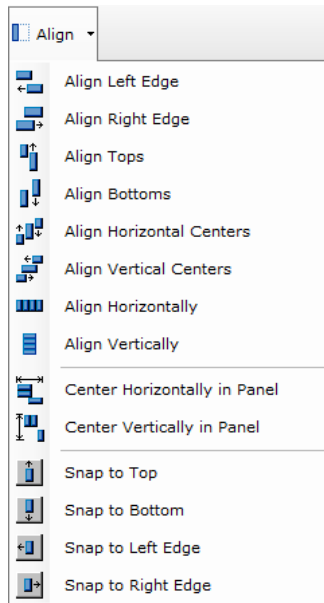 Align
Align Left Edge
Align Right Edge
Align Tops
Align Bottoms
Align Horizontal Centers
Align Vertical Centers
Align Horizontally
Align Vertically
Center Horizontally in Panel
Center Vertically in Panel
Snap to Top
Snap to Bottom
Snap to Left Edge
Snap to Right Edge